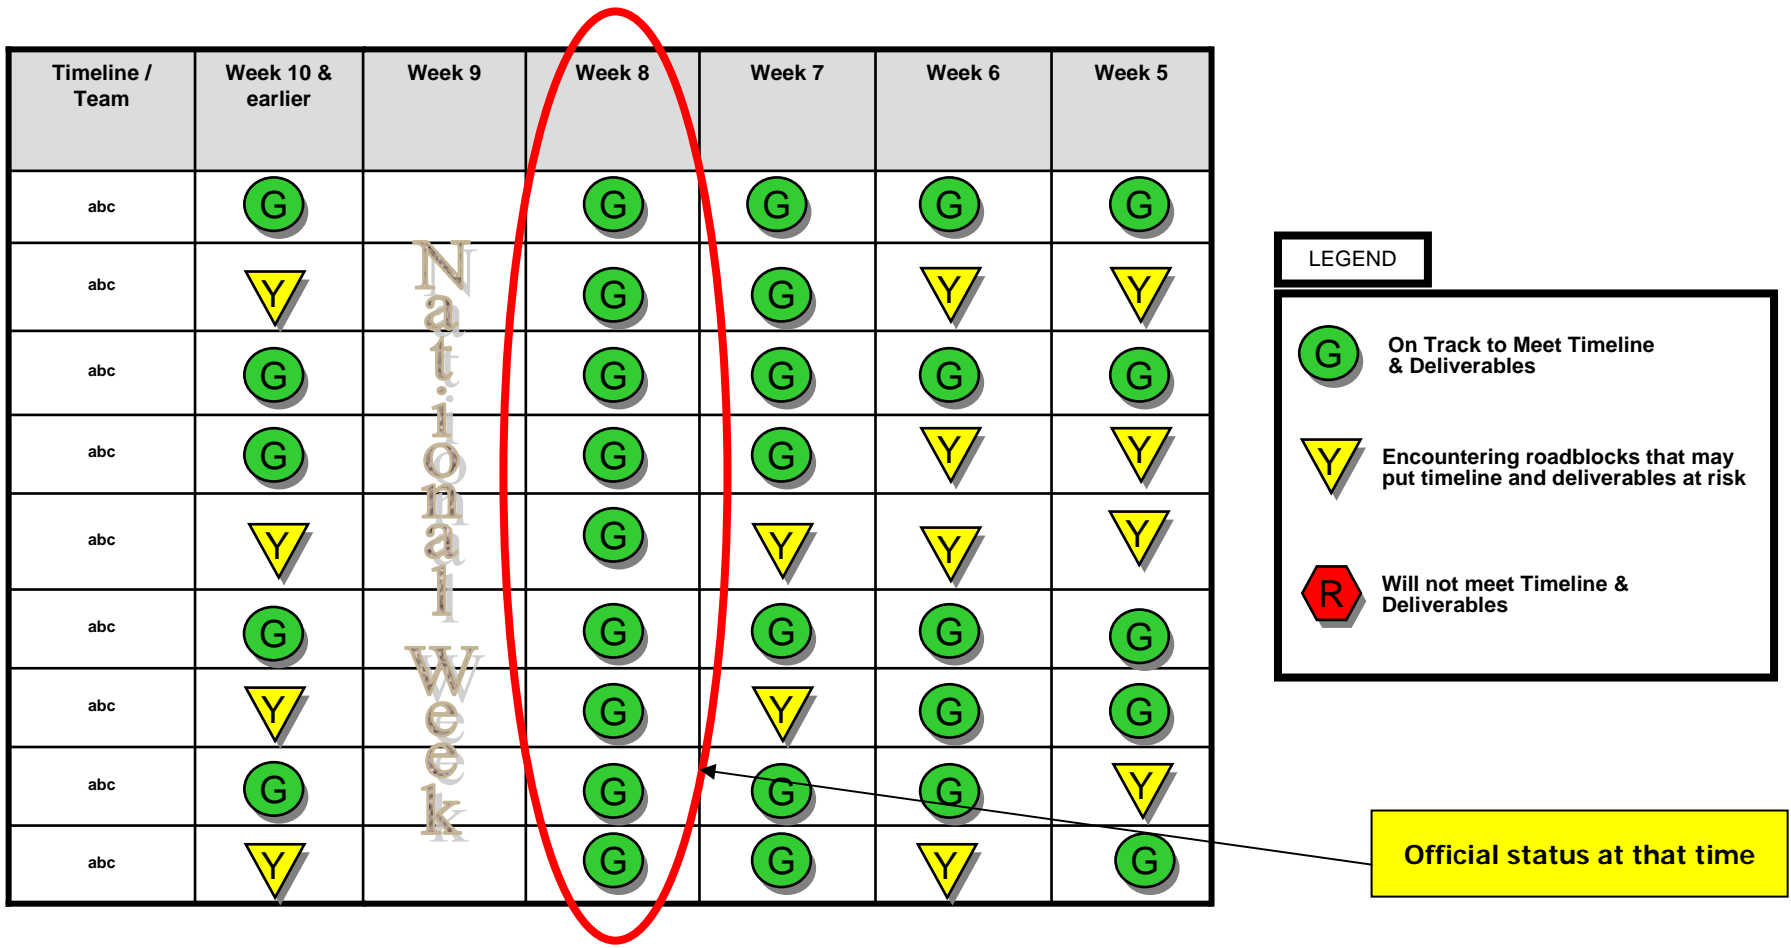 Timeline / Team Week 10 & earlier Week 9 Week 8 Week 7 Week 6 Week 5
abc G G G G G
abc Y G G Y Y
abc G G G G G
abc G G G Y Y
abc Y G Y Y Y
abc G G G G G
abc Y G Y G G
abc G G G G Y
abc Y G G Y G
National Week
LEGEND
G On Track to Meet Timeline
& Deliverables
Y Encountering roadblocks that may
put timeline and deliverables at risk
R Will not meet Timeline &
Deliverables
Official status at that time